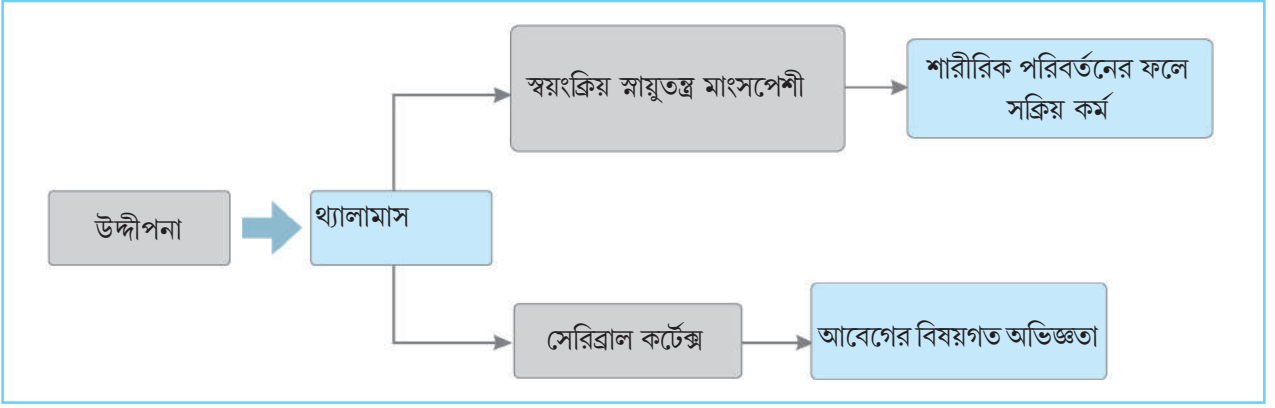 স্বয়ংক্রিয় স্নায়ুতন্ত্র মাংসপেশী
শারীরিক পরিবর্তনের ফলে
সক্রিয় কর্ম
উদ্দীপনা
থ্যালামাস
সেরিব্রাল কর্টেক্স
আবেগের বিষয়গত অভিজ্ঞতা